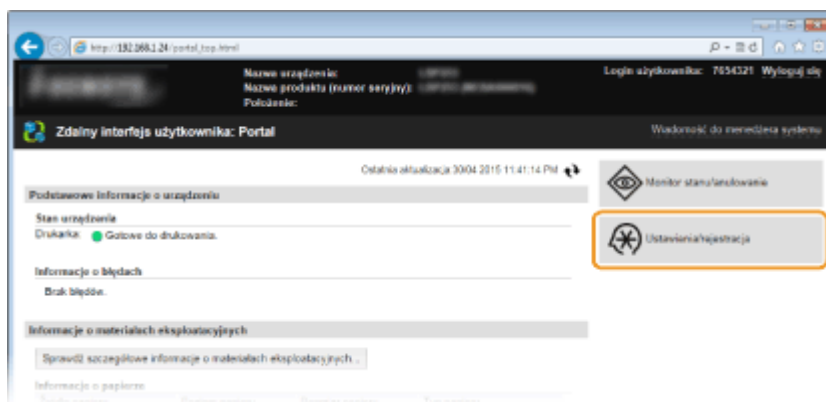 http://192.168.1.24/portal_top.html
Nazwa urządzenia:
Nazwa produktu (numer seryjny):
Położenie:
Login użytkownika: 7654321 Wyloguj się
Zdalny interfejs użytkownika: Portal
Wiadomość do menedżera systemu
Ostatnia aktualizacja 30/04 2015 11:41:14 PM
Podstawowe informacje o urządzeniu
Stan urządzenia
Drukarka: Gotowe do drukowania.
Informacje o błędach
Brak błędów.
Informacje o materiałach eksploatacyjnych
Sprawdź szczegółowe informacje o materiałach eksploatacyjnych...
Informacje o papierze
Monitor stanu/anulowanie
Ustawienia/rejestracja